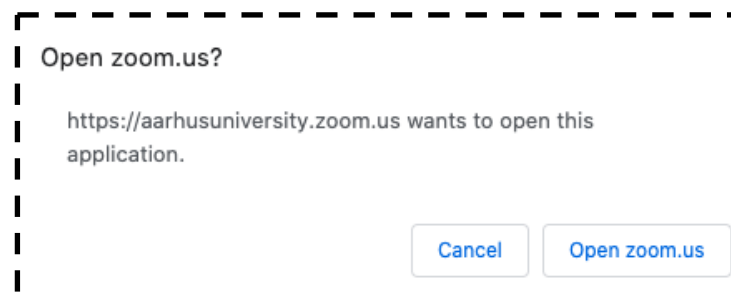 Open zoom.us?
https://aarhusuniversity.zoom.us wants to open this
application.
Cancel
Open zoom.us